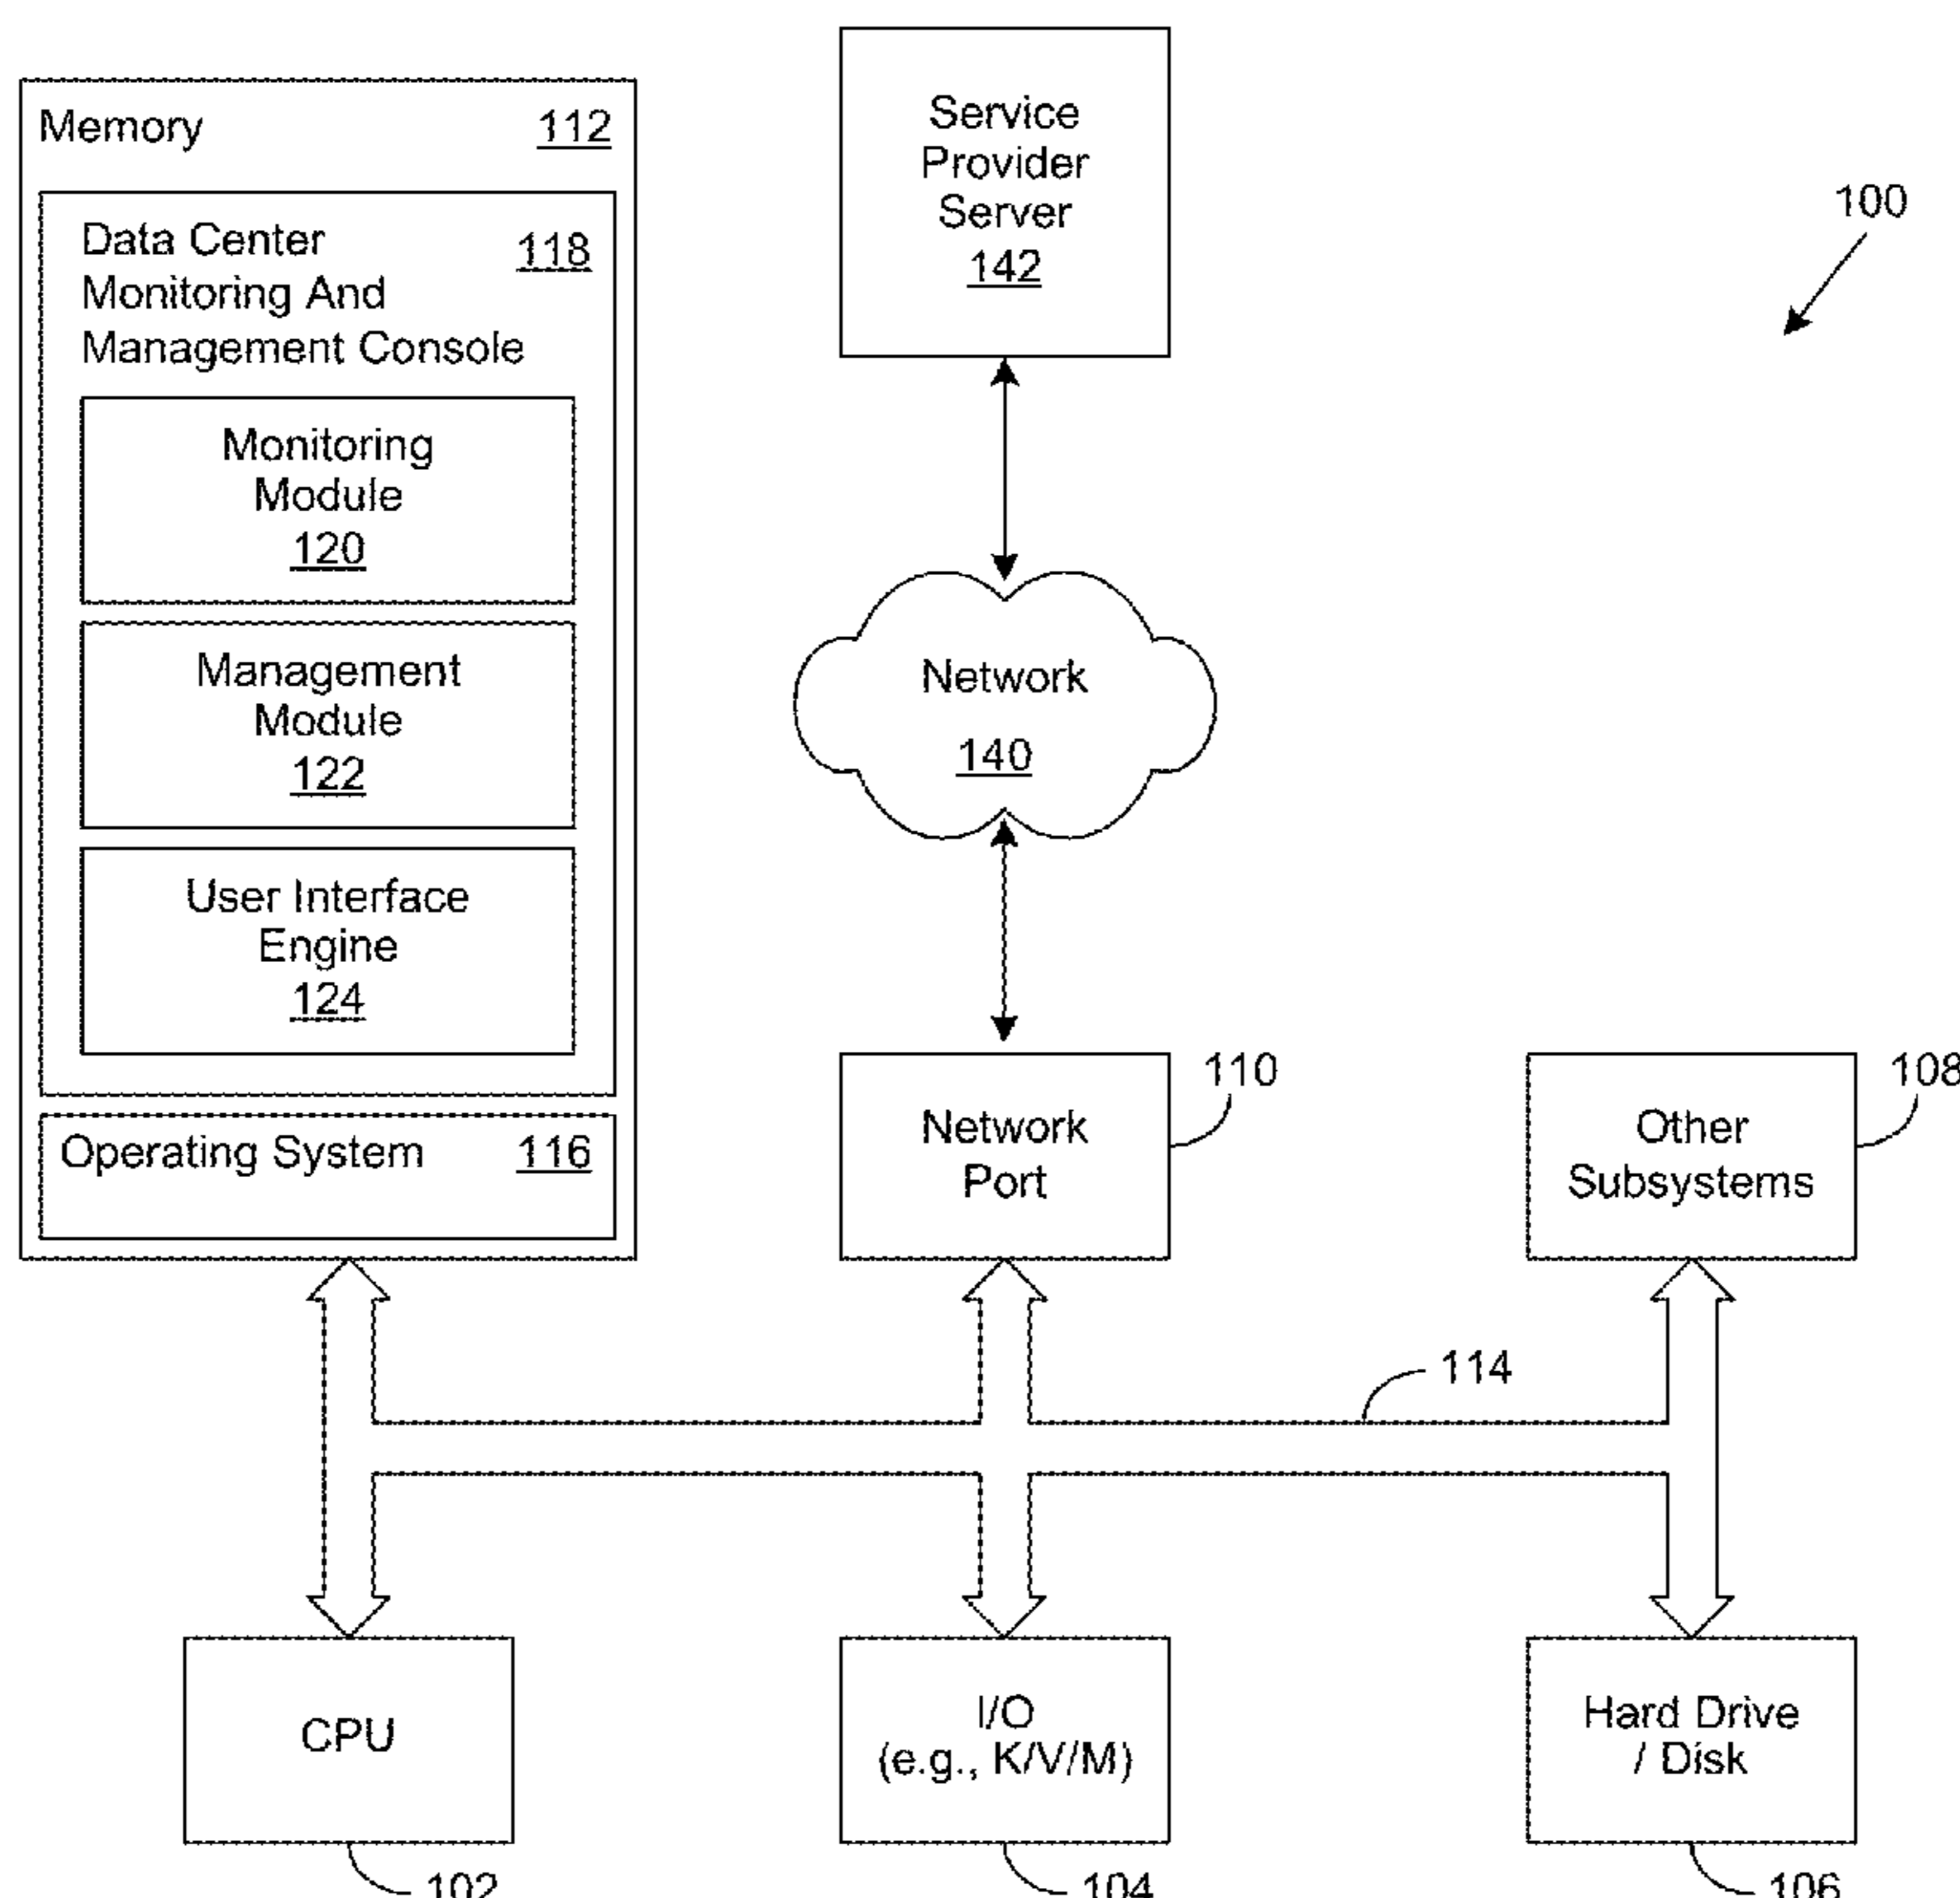 Memory 112
Data Center 118
Monitoring And
Management Console
Monitoring
Module
120
Management
Module
122
User Interface
Engine
124
Operating System 116
Service
Provider
Server
142
100
Network
140
Network
Port
110
Other
Subsystems
108
114
CPU
102
I/O
(e.g., K/V/M)
104
Hard Drive
/ Disk
106